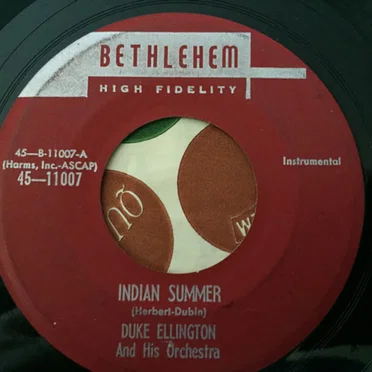 BETHLEHEM
HIGH FIDELITY
45—B-11007-A
(Harms, Inc.-ASCAP)
45—11007
Instrumental
INDIAN SUMMER
(Herbert-Dubin)
DUKE ELLINGTON
And His Orchestra